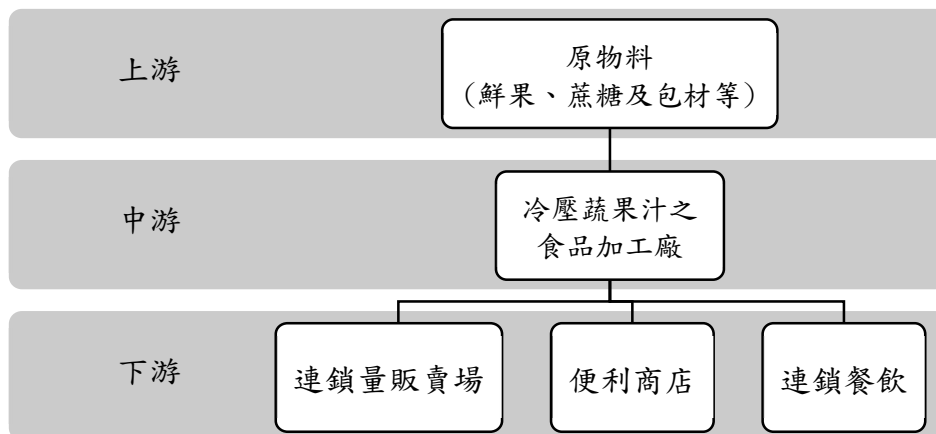 上游
原物料
（鮮果、蔗糖及包材等）
中游
冷壓蔬果汁之
食品加工廠
下游
連鎖量販賣場
便利商店
連鎖餐飲